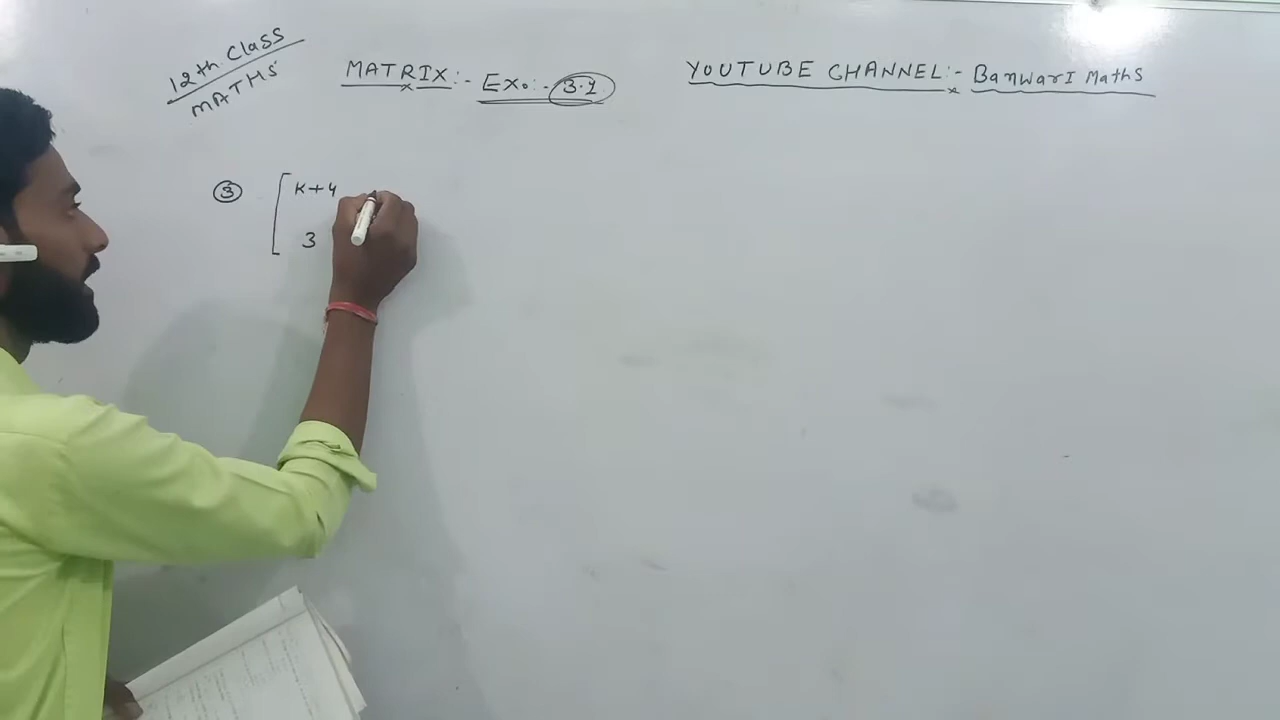 12th Class
MATHS
MATRIX:- Ex.:- 3.1
YOUTUBE CHANNEL:- BanwarI MathS
3 [ K+4
3